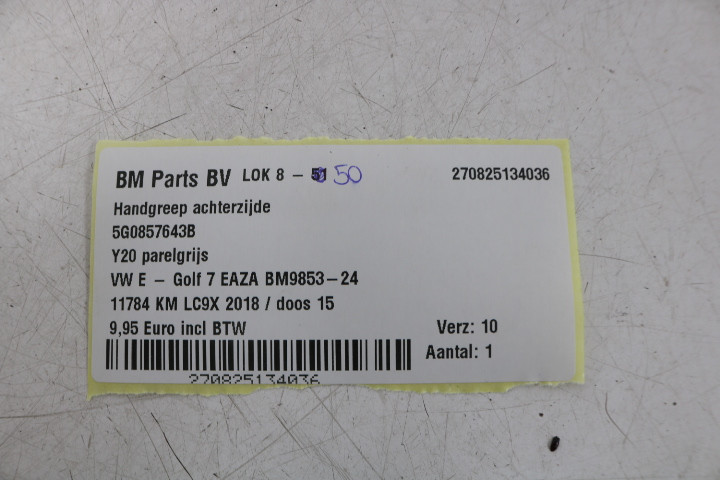 BM Parts BV LOK 8 - 51 50 270825134036
Handgreep achterzijde
5G0857643B
Y20 parelgrijs
VW E - Golf 7 EAZA BM9853-24
11784 KM LC9X 2018 / doos 15
9,95 Euro incl BTW Verz: 10
Aantal: 1
270825134036